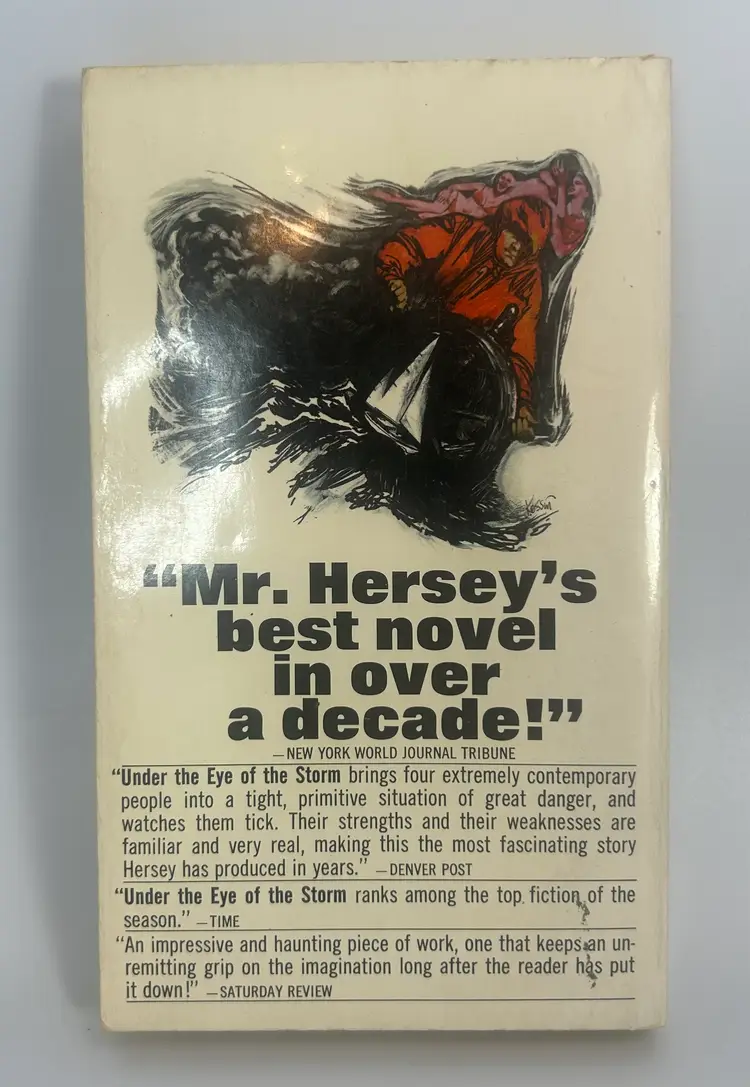 “Mr. Hersey’s
best novel
in over
a decade!”
—NEW YORK WORLD JOURNAL TRIBUNE
“Under the Eye of the Storm brings four extremely contemporary
people into a tight, primitive situation of great danger, and
watches them tick. Their strengths and their weaknesses are
familiar and very real, making this the most fascinating story
Hersey has produced in years.” —DENVER POST
“Under the Eye of the Storm ranks among the top fiction of the
season.” —TIME
“An impressive and haunting piece of work, one that keeps an un-
remitting grip on the imagination long after the reader has put
it down!” —SATURDAY REVIEW